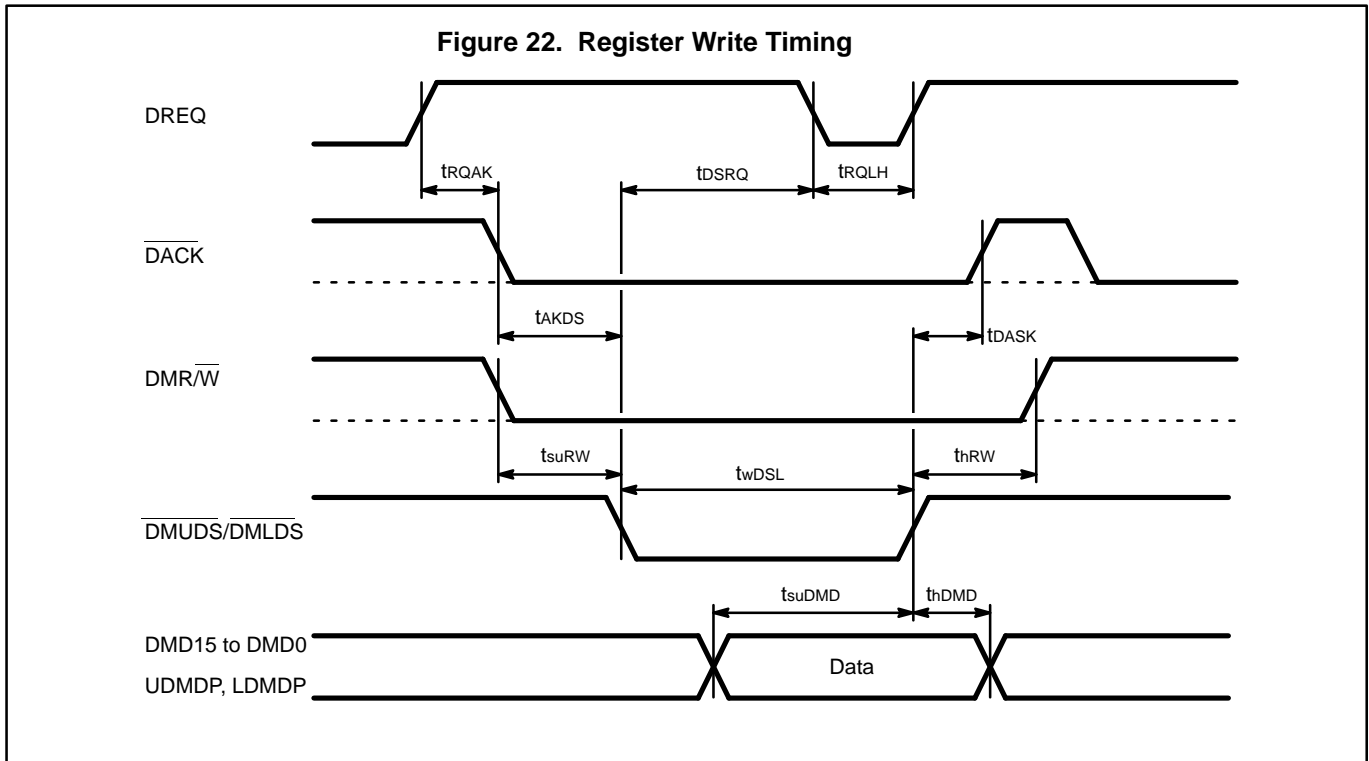 Figure 22. Register Write Timing
DREQ
tRQAK
tDSRQ
tRQLH
DACK
tAKDS
tDASK
DMR/W
tsuRW
twDSL
thRW
DMUDS/DMLDS
tsuDMD
thDMD
DMD15 to DMD0
Data
UDMDP, LDMDP